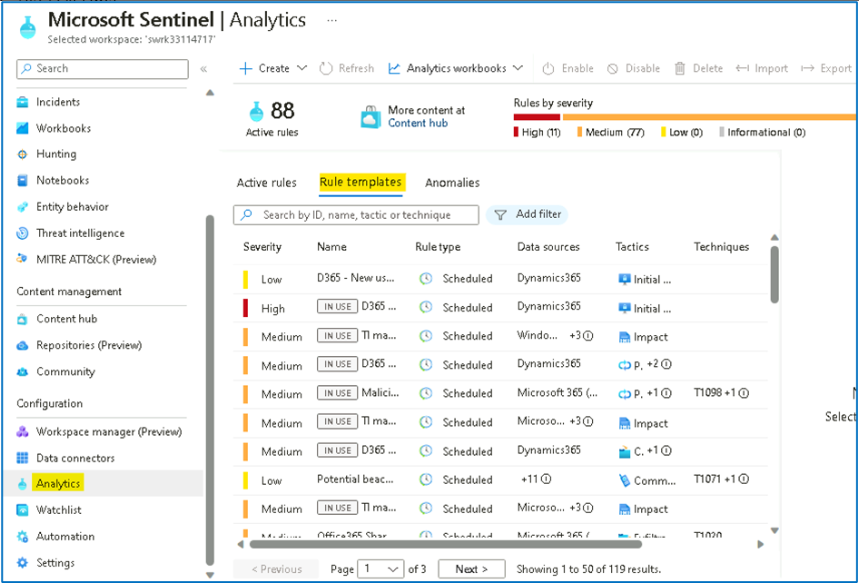 Microsoft Sentinel | Analytics ...
Selected workspace: 'swrk33114717'
Search
«
Incidents
Workbooks
Hunting
Notebooks
Entity behavior
Threat intelligence
MITRE ATT&CK (Preview)
Content management
Content hub
Repositories (Preview)
Community
Configuration
Workspace manager (Preview)
Data connectors
Analytics
Watchlist
Automation
Settings
Create Refresh Analytics workbooks Enable Disable Delete Import Export
88
Active rules
More content at
Content hub
Rules by severity
High (11) Medium (77) Low (0) Informational (0)
Active rules Rule templates Anomalies
Search by ID, name, tactic or technique Add filter
Severity Name Rule type Data sources Tactics Techniques
Low D365 - New us... Scheduled Dynamics365 Initial ...
High IN USE D365 ... Scheduled Dynamics365 Initial ...
Medium IN USE TI ma... Scheduled Windo... +3 Impact
Medium IN USE D365 ... Scheduled Dynamics365 P, +2
Medium IN USE Malici... Scheduled Microsoft 365 (... P, +1 T1098 +1
Medium IN USE TI ma... Scheduled Microso... +3 Impact
Medium IN USE D365 ... Scheduled Dynamics365 C, +1
Low Potential beac... Scheduled +11 Comm... T1071 +1
Medium IN USE TI ma... Scheduled Microso... +3 Impact
Medium Office365 Shar Scheduled Microsoft 365 (
Selec
< Previous Page 1 of 3 Next > Showing 1 to 50 of 119 results.